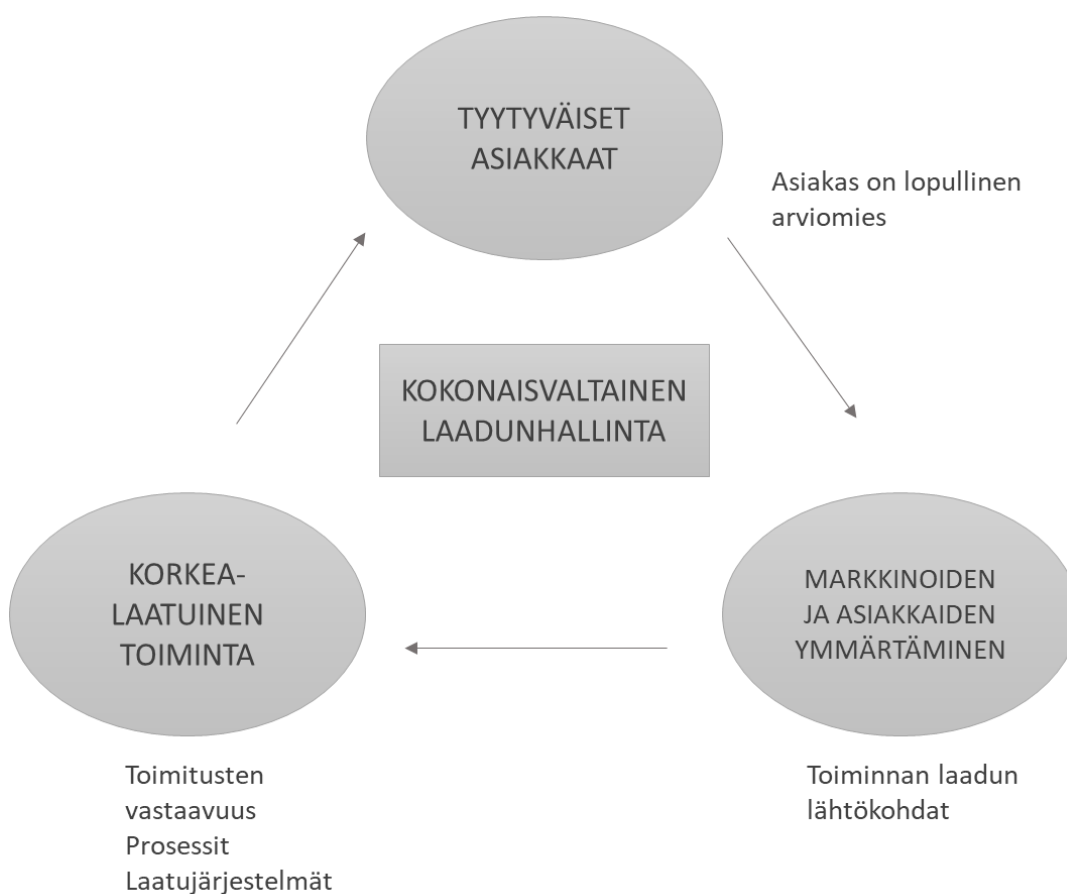 TYYTYVÄISET
ASIAKKAAT
Asiakas on lopullinen
arviomies
KOKONAISVALTAINEN
LAADUNHALLINTA
KORKEA-
LAATUINEN
TOIMINTA
MARKKINOIDEN
JA ASIAKKAIDEN
YMMÄRTÄMINEN
Toimitusten
vastaavuus
Prosessit
Laatujärjestelmät
Toiminnan laadun
lähtökohdat